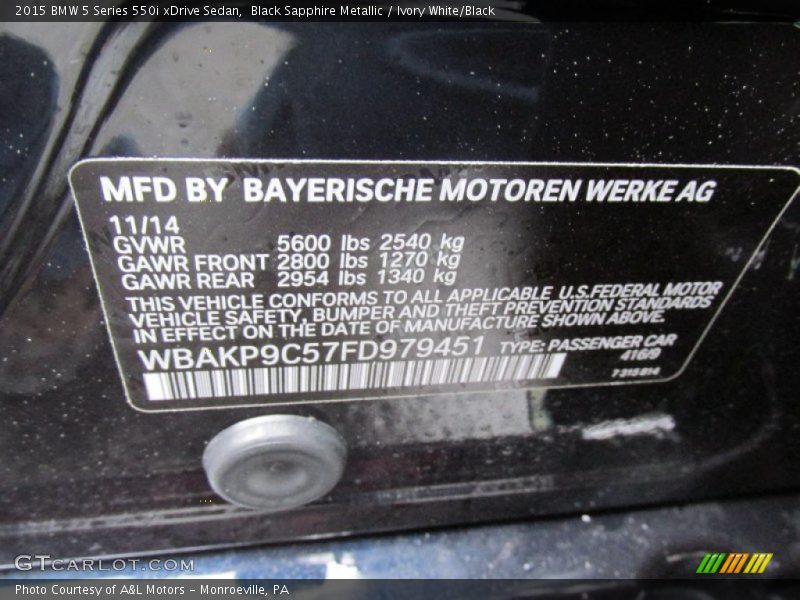 2015 BMW 5 Series 550i xDrive Sedan, Black Sapphire Metallic / Ivory White/Black
MFD BY BAYERISCHE MOTOREN WERKE AG
11/14
GVWR 5600 lbs 2540 kg
GAWR FRONT 2800 lbs 1270 kg
GAWR REAR 2954 lbs 1340 kg
THIS VEHICLE CONFORMS TO ALL APPLICABLE U.S.FEDERAL MOTOR
VEHICLE SAFETY, BUMPER AND THEFT PREVENTION STANDARDS
IN EFFECT ON THE DATE OF MANUFACTURE SHOWN ABOVE.
WBAKP9C57FD979451 TYPE: PASSENGER CAR
416/9
7 315 814
GTCARLOT.COM
Photo Courtesy of A&L Motors – Monroeville, PA